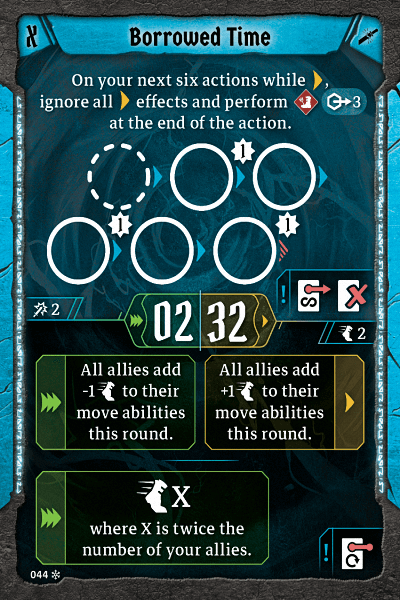 X Borrowed Time
On your next six actions while ,
ignore all effects and perform 3
at the end of the action.
1
1 1
S X
2 02 32 2
All allies add
-1 to their
move abilities
this round.
All allies add
+1 to their
move abilities
this round.
X
where X is twice the
number of your allies.
044
! !